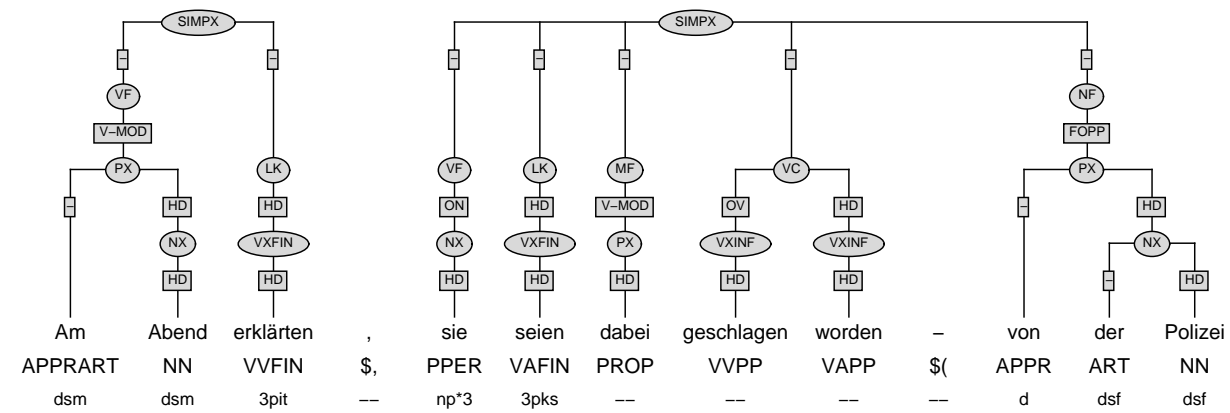 SIMPX SIMPX
– – – – – – –
VF NF
V–MOD FOPP
PX LK VF LK MF VC PX
– HD HD ON HD V–MOD OV HD – HD
NX VXFIN NX VXFIN PX VXINF VXINF NX
HD HD HD HD HD HD HD – HD
Am Abend erklärten , sie seien dabei geschlagen worden – von der Polizei
APPRART NN VVFIN $, PPER VAFIN PROP VVPP VAPP $( APPR ART NN
dsm dsm 3pit –– np*3 3pks –– –– –– –– d dsf dsf